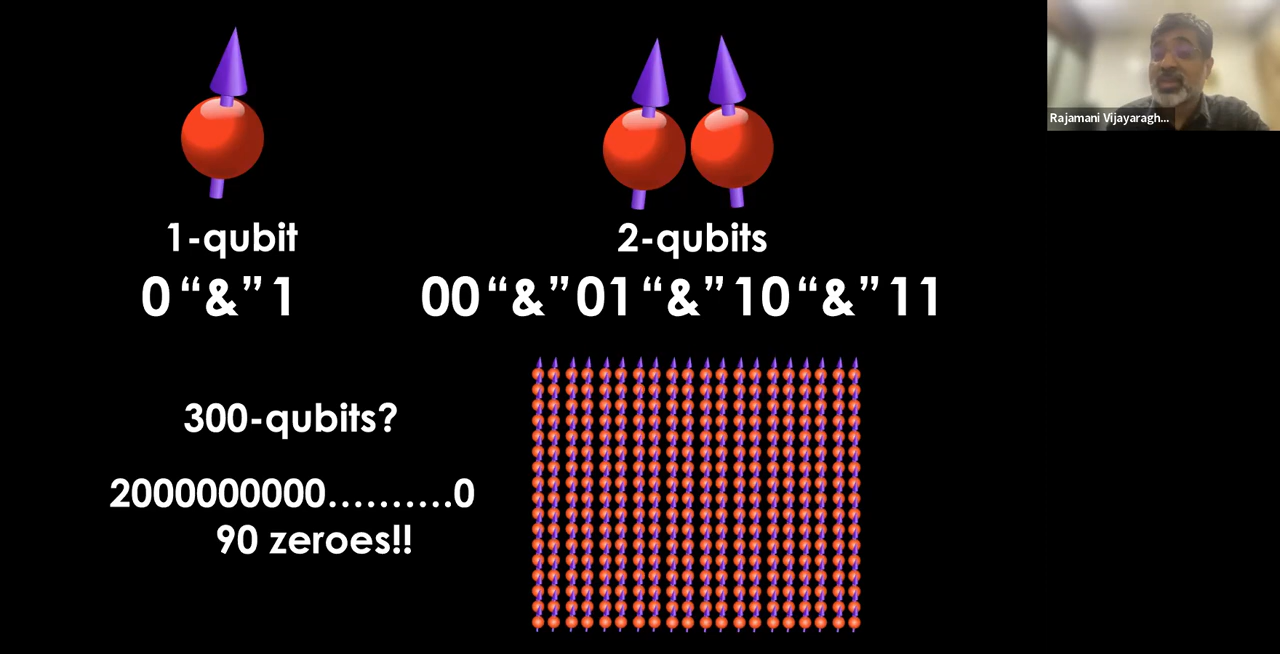 Rajamani Vijayaragh...
1-qubit
0 “&” 1
2-qubits
00 “&” 01 “&” 10 “&” 11
300-qubits?
2000000000..........0
90 zeroes!!